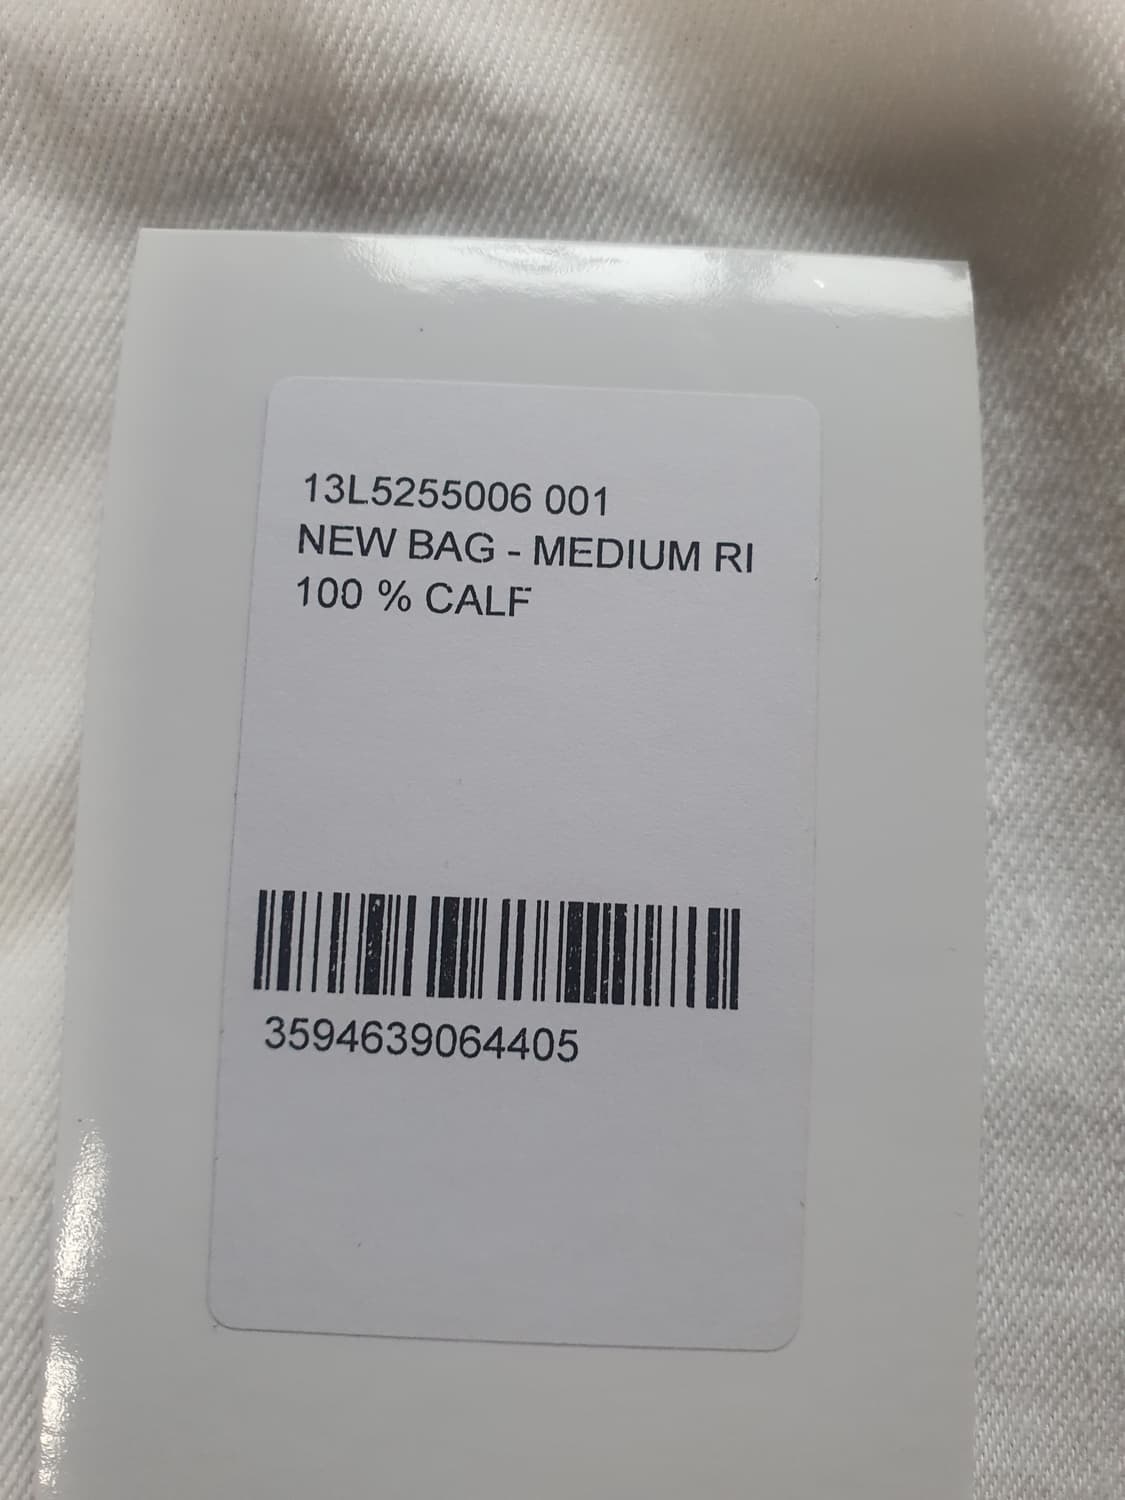 13L5255006 001
NEW BAG - MEDIUM RI
100 % CALF
3594639064405